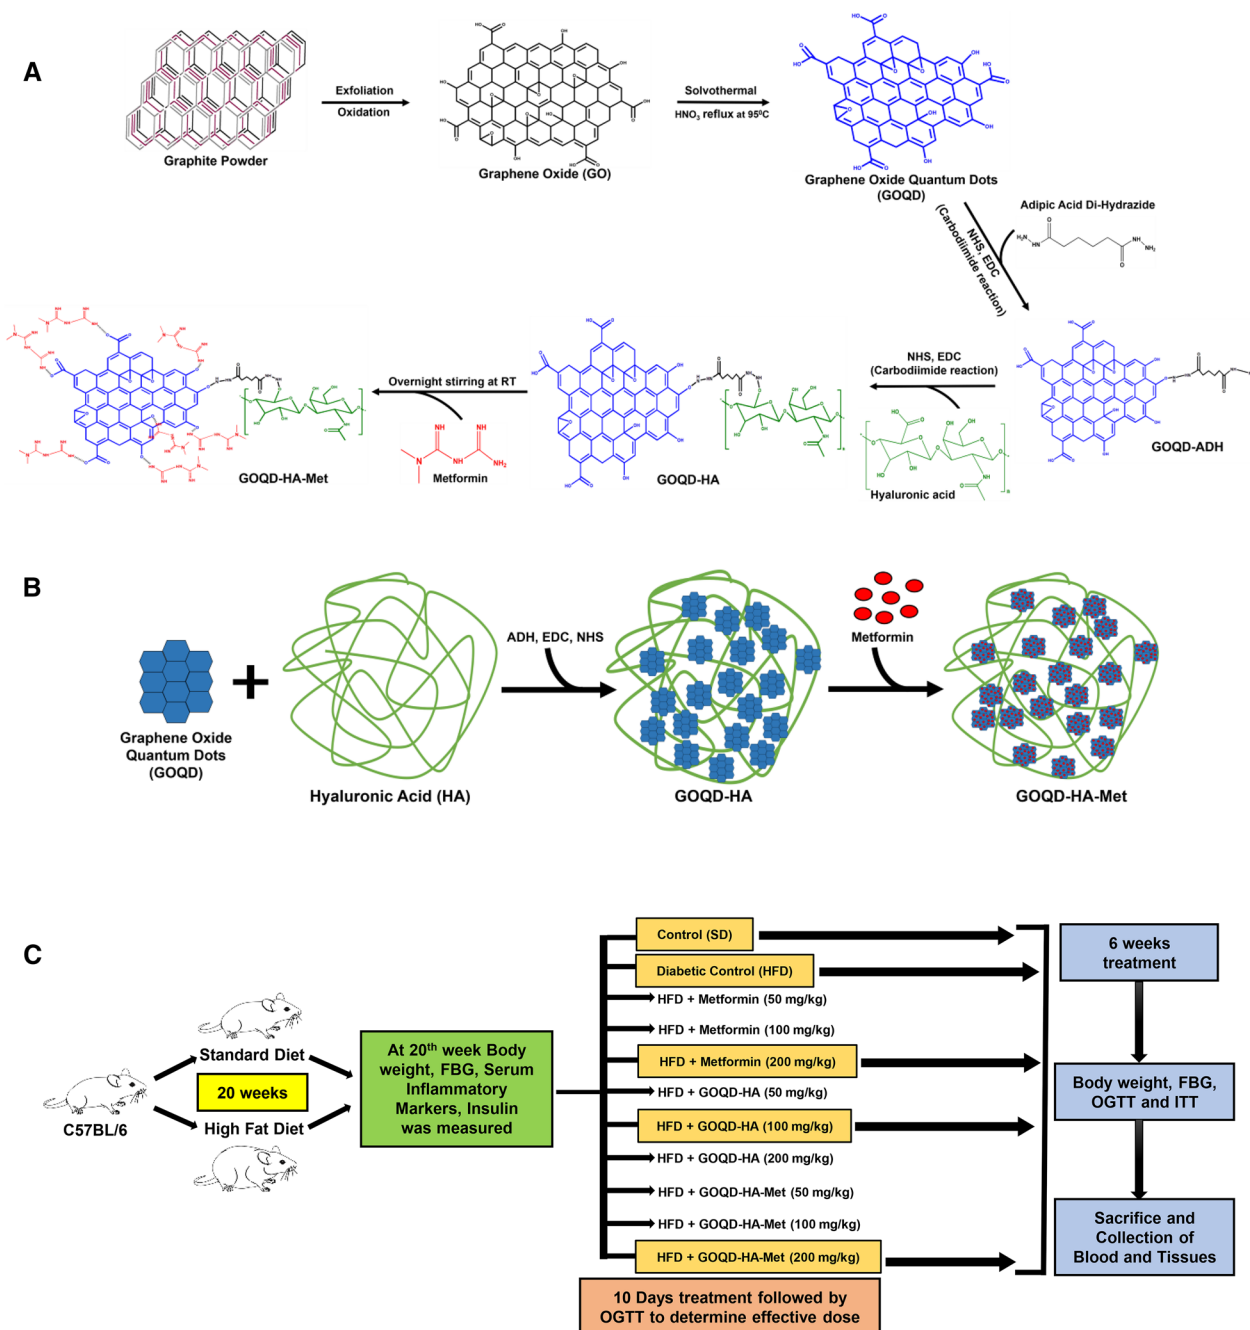 A
Graphite Powder
Exfoliation
Oxidation
Graphene Oxide (GO)
Solvothermal
HNO3 reflux at 95⁰C
Graphene Oxide Quantum Dots
(GOQD)
Adipic Acid Di-Hydrazide
NHS, EDC
(Carbodiimide reaction)
GOQD-ADH
NHS, EDC
(Carbodiimide reaction)
Hyaluronic acid
GOQD-HA
Overnight stirring at RT
Metformin
GOQD-HA-Met
B
Graphene Oxide
Quantum Dots
(GOQD)
+
Hyaluronic Acid (HA)
ADH, EDC, NHS
GOQD-HA
Metformin
GOQD-HA-Met
C
C57BL/6
Standard Diet
20 weeks
High Fat Diet
At 20th week Body
weight, FBG, Serum
Inflammatory
Markers, Insulin
was measured
Control (SD)
Diabetic Control (HFD)
HFD + Metformin (50 mg/kg)
HFD + Metformin (100 mg/kg)
HFD + Metformin (200 mg/kg)
HFD + GOQD-HA (50 mg/kg)
HFD + GOQD-HA (100 mg/kg)
HFD + GOQD-HA (200 mg/kg)
HFD + GOQD-HA-Met (50 mg/kg)
HFD + GOQD-HA-Met (100 mg/kg)
HFD + GOQD-HA-Met (200 mg/kg)
10 Days treatment followed by
OGTT to determine effective dose
6 weeks
treatment
Body weight, FBG,
OGTT and ITT
Sacrifice and
Collection of
Blood and Tissues